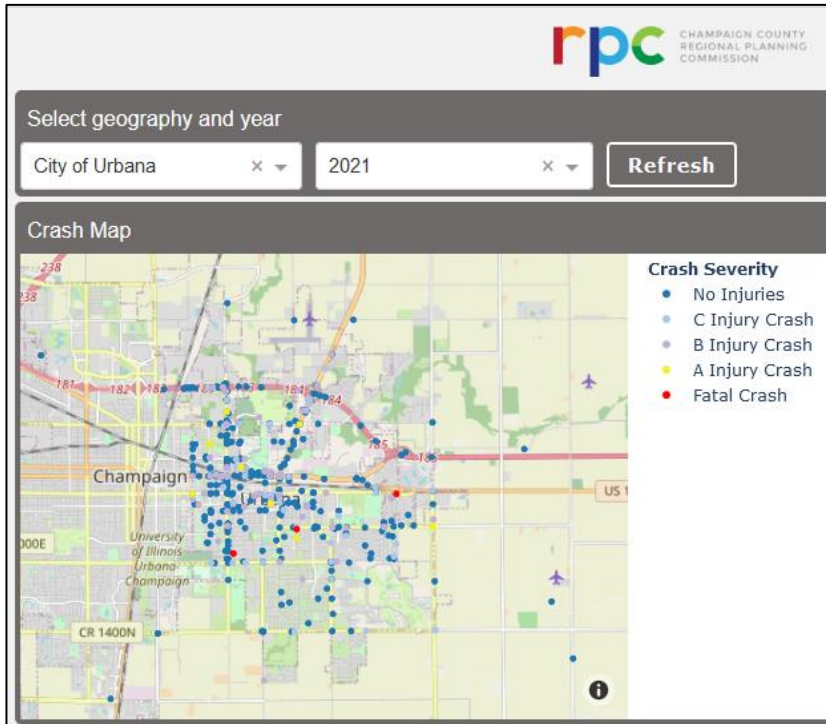 rpc
CHAMPAIGN COUNTY
REGIONAL PLANNING
COMMISSION
Select geography and year
City of Urbana × 2021 × Refresh
Crash Map
238
238
181 182 183 184 184
185
185
Champaign
Urbana
US 1
000E
University
of Illinois
Urbana
Champaign
CR 1400N
Crash Severity
No Injuries
C Injury Crash
B Injury Crash
A Injury Crash
Fatal Crash
i